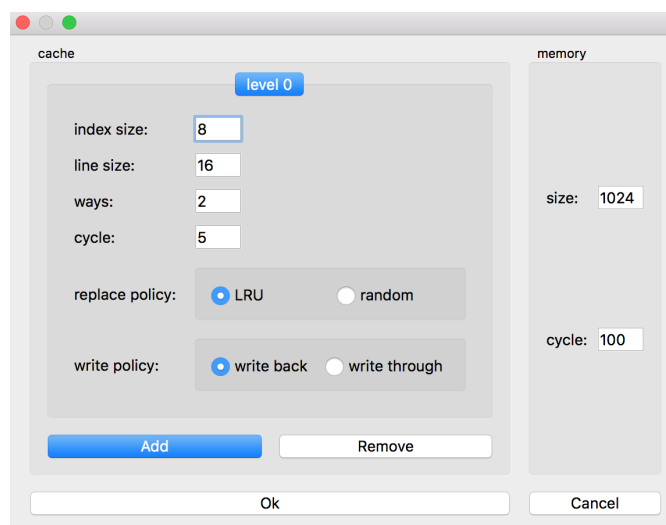 cache
memory
level 0
index size: 8
line size: 16
ways: 2
size: 1024
cycle: 5
replace policy: LRU random
cycle: 100
write policy: write back write through
Add Remove
Ok Cancel